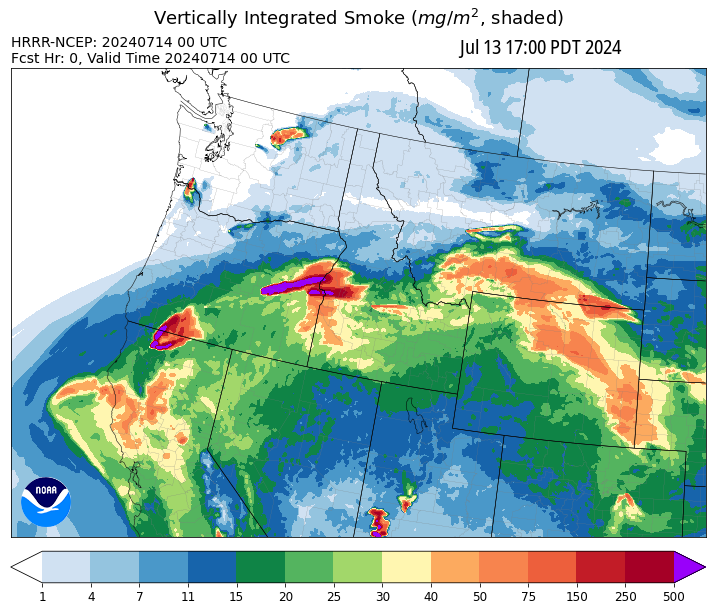 Vertically Integrated Smoke (mg/m², shaded)
HRRR-NCEP: 20240714 00 UTC
Fcst Hr: 0, Valid Time 20240714 00 UTC
Jul 13 17:00 PDT 2024
NOAA
1 4 7 11 15 20 25 30 40 50 75 150 250 500